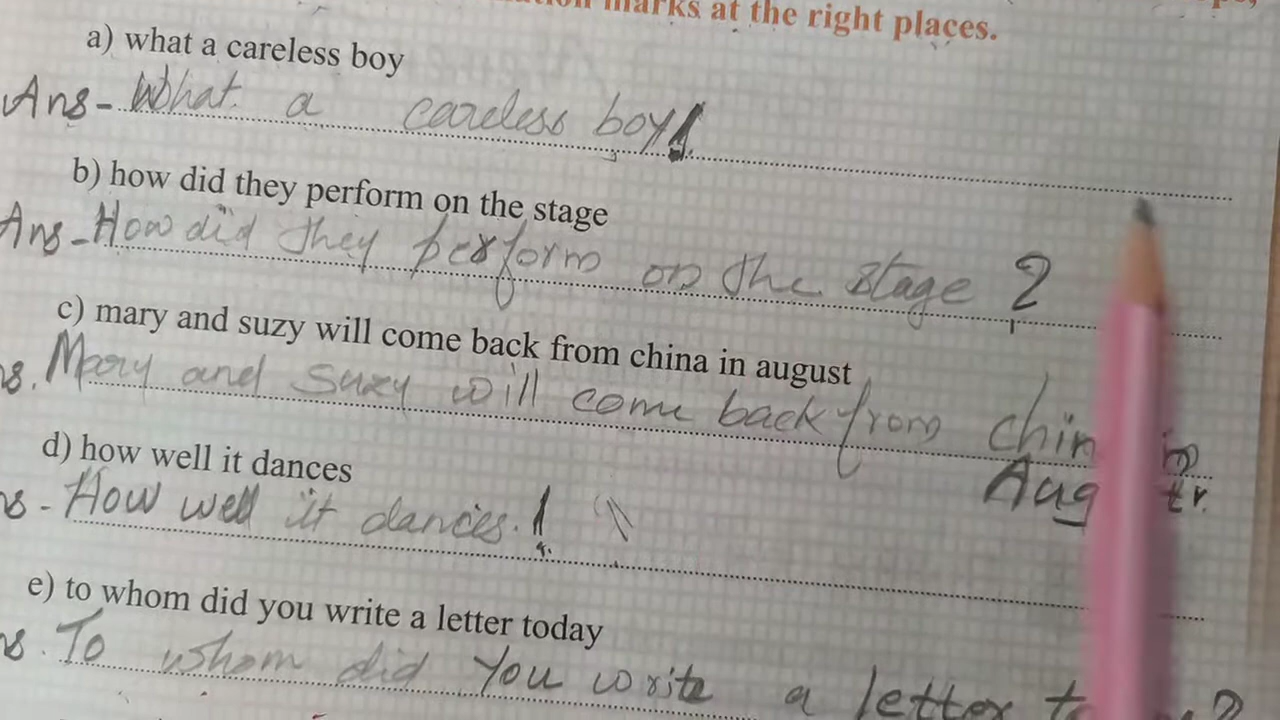 marks at the right places.
a) what a careless boy
Ans- What a careless boy!
b) how did they perform on the stage
Ans- How did they perform on the stage ?
c) mary and suzy will come back from china in august
Mary and Suzy will come back from in
d) how well it dances
How well it dances. !
e) to whom did you write a letter today
To whom did you write a letter ?